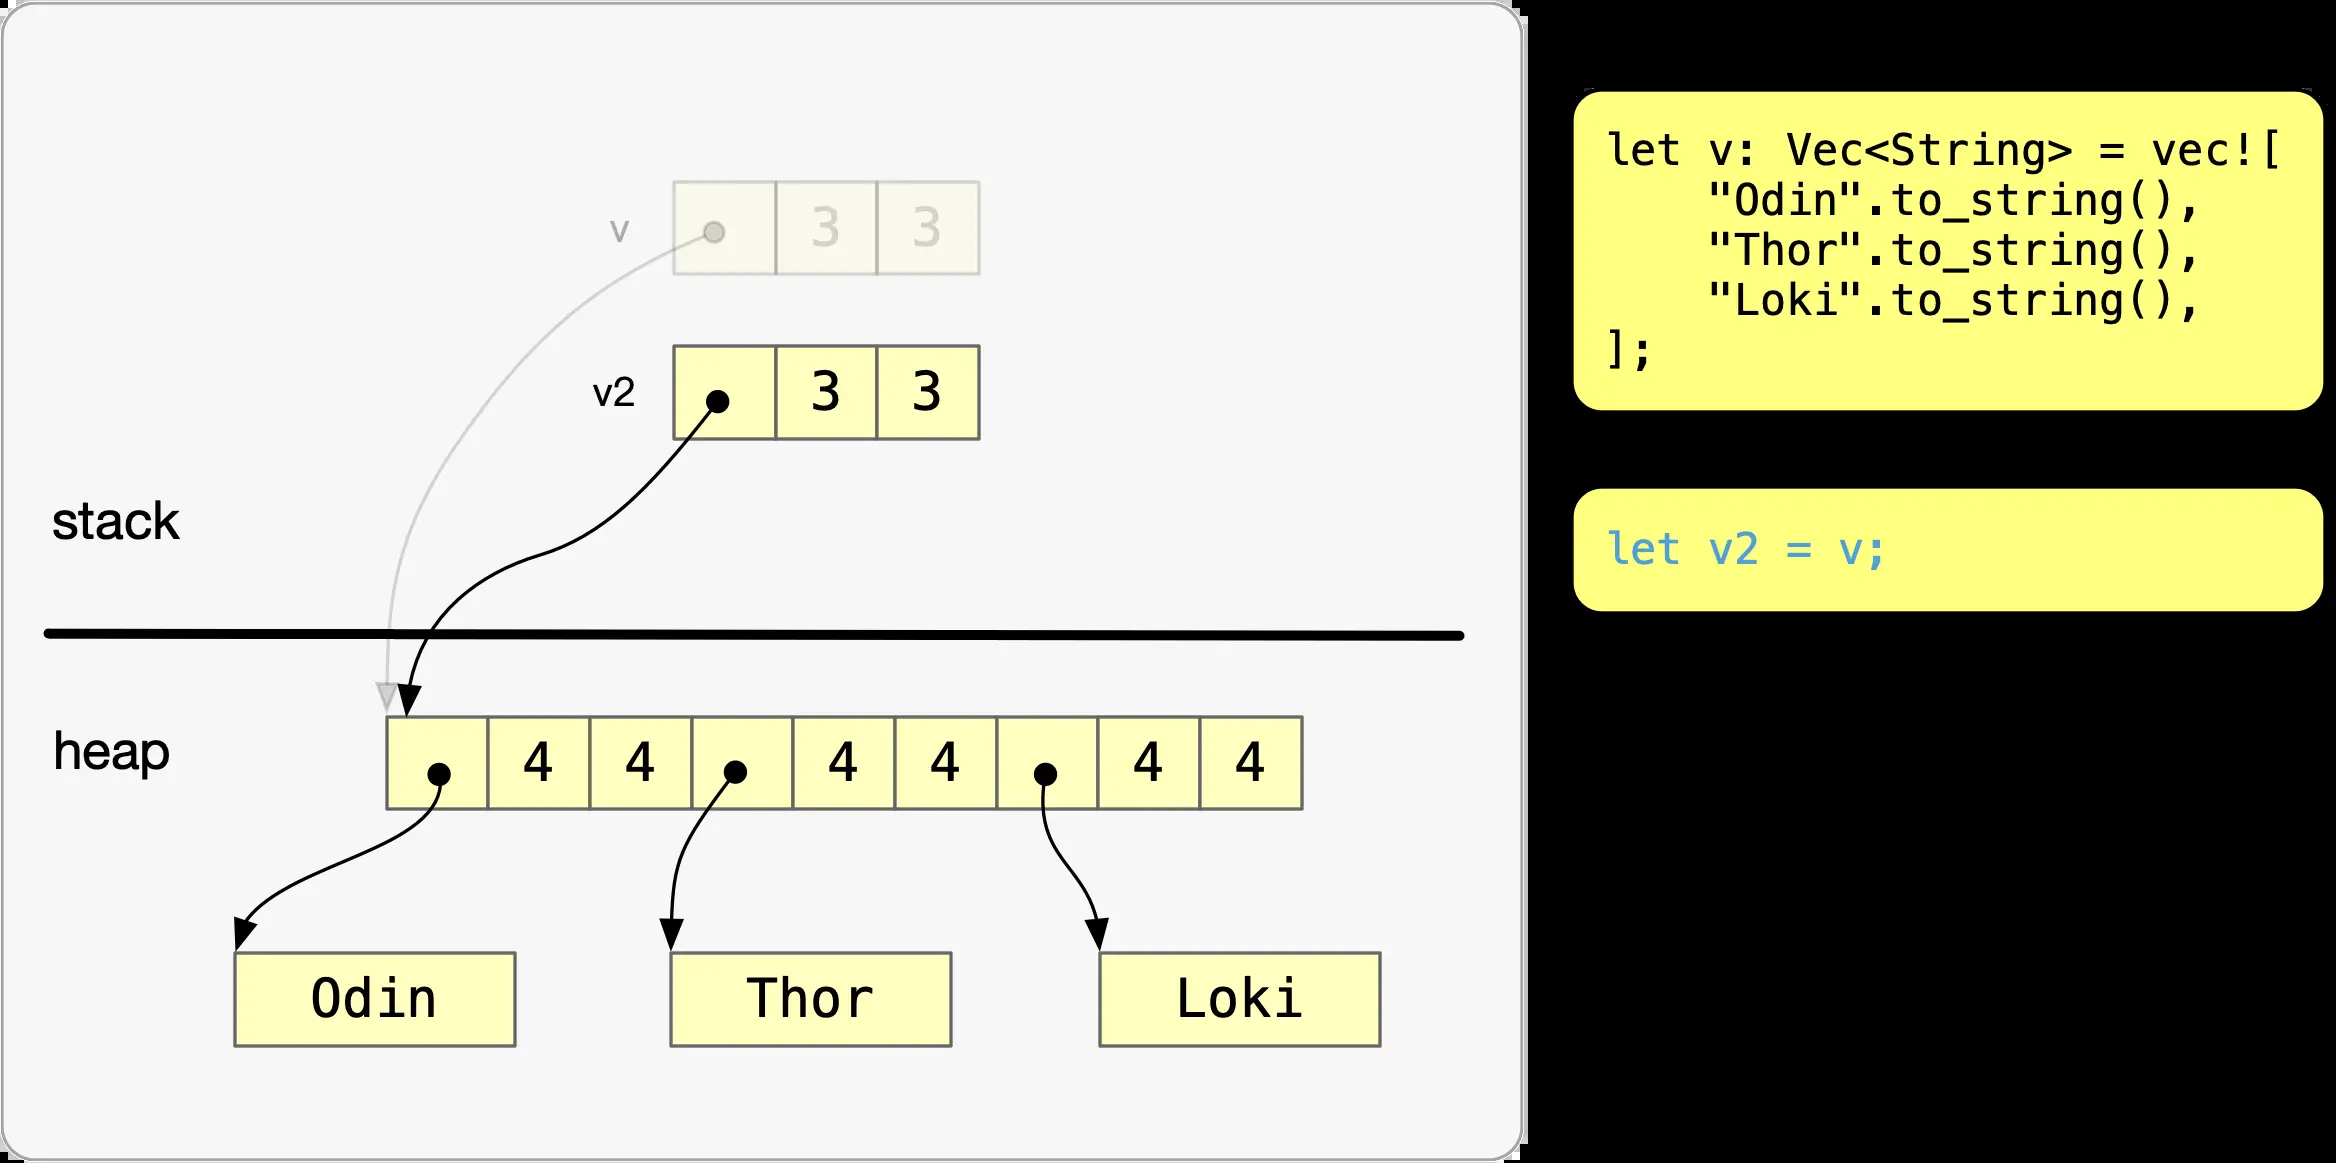 v 3 3
v2 3 3
stack
heap
4 4 4 4 4 4
Odin Thor Loki
let v: Vec<String> = vec![
    "Odin".to_string(),
    "Thor".to_string(),
    "Loki".to_string(),
];
let v2 = v;